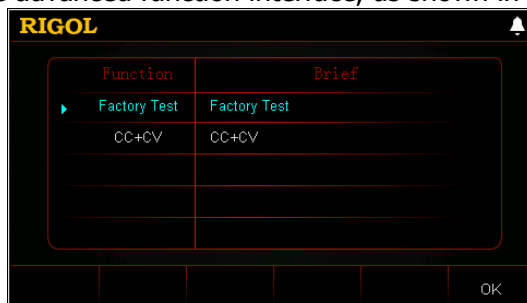 advanced function interface, as shown in
RIGOL
Function Brief
Factory Test Factory Test
CC+CV CC+CV
OK